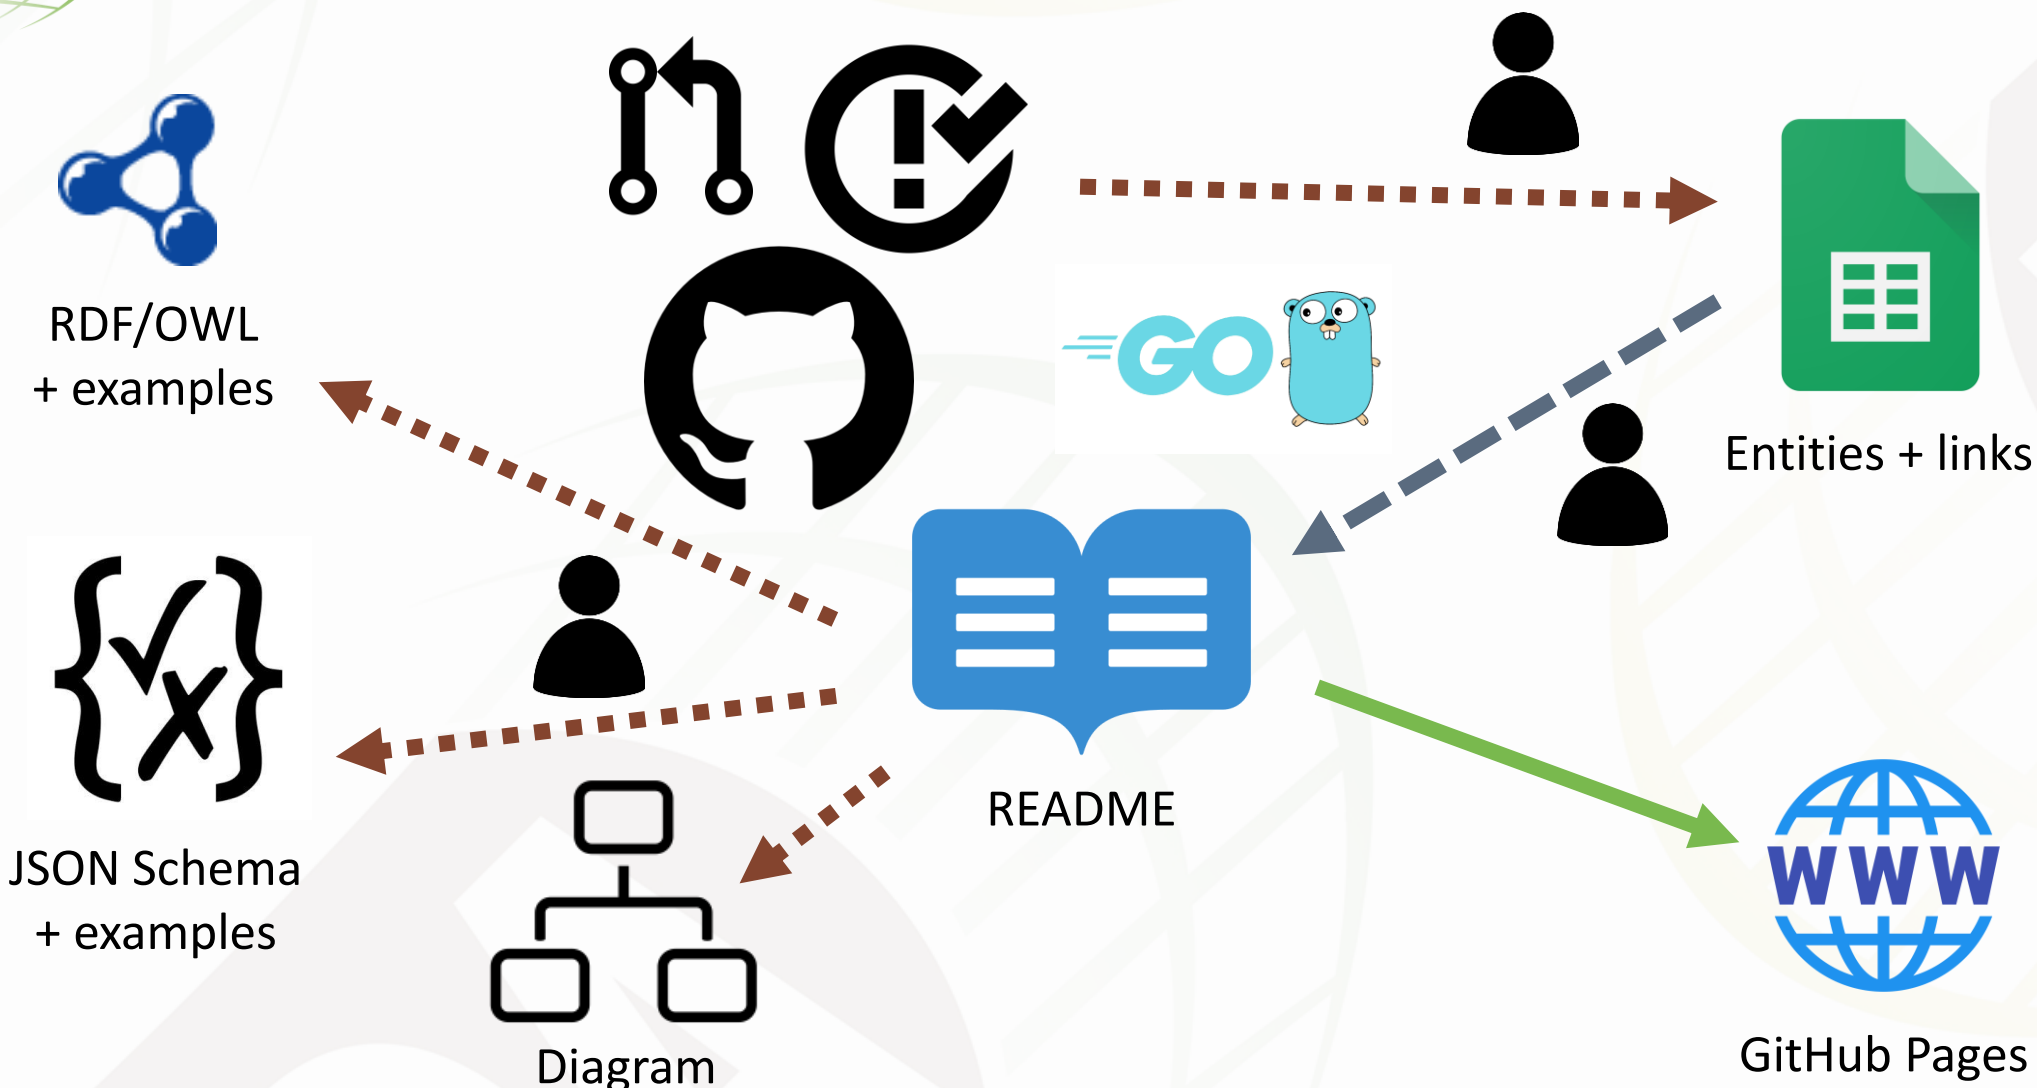 RDF/OWL
+ examples
GO
Entities + links
README
JSON Schema
+ examples
WWW
Diagram
GitHub Pages